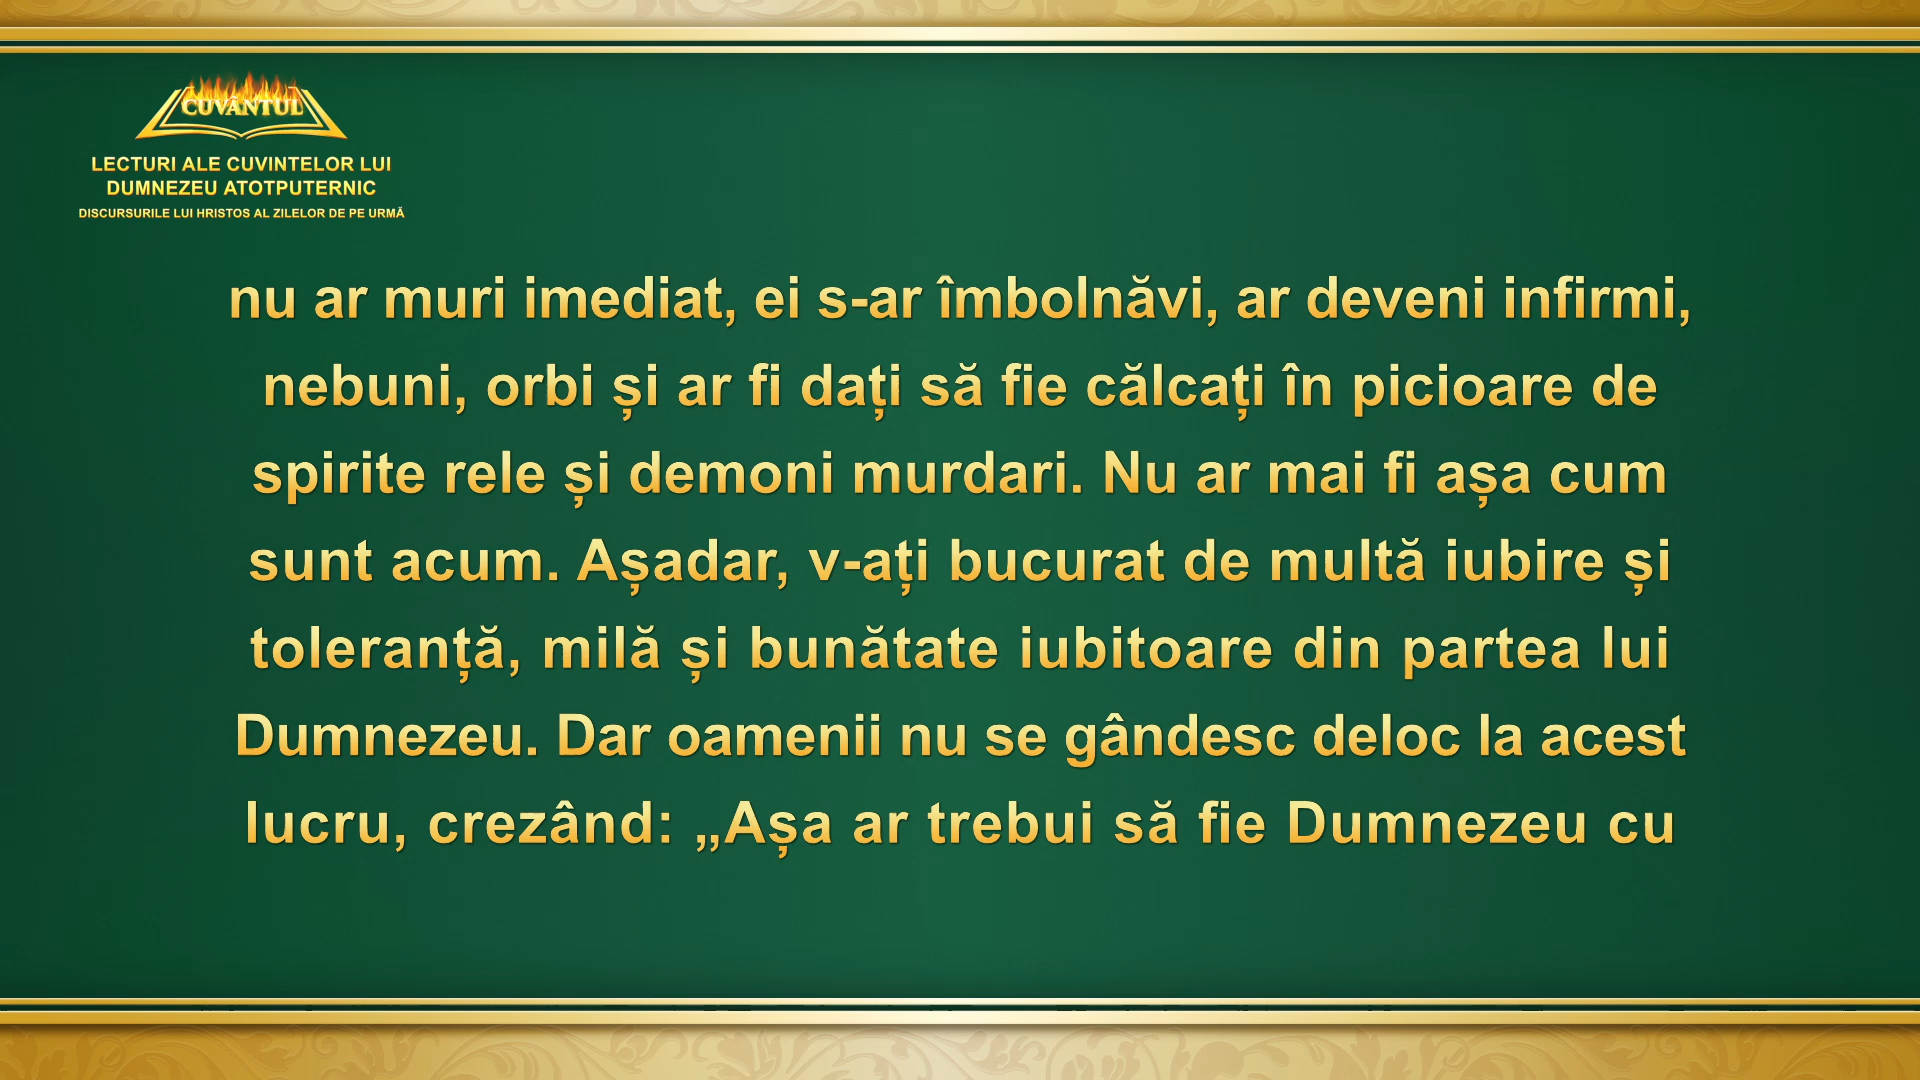 CUVÂNTUL
LECTURI ALE CUVINTELOR LUI
DUMNEZEU ATOTPUTERNIC
DISCURSURILE LUI HRISTOS AL ZILELOR DE PE URMĂ
nu ar muri imediat, ei s-ar îmbolnăvi, ar deveni infirmi,
nebuni, orbi și ar fi dați să fie călcați în picioare de
spirite rele și demoni murdari. Nu ar mai fi așa cum
sunt acum. Așadar, v-ați bucurat de multă iubire și
toleranță, milă și bunătate iubitoare din partea lui
Dumnezeu. Dar oamenii nu se gândesc deloc la acest
lucru, crezând: „Așa ar trebui să fie Dumnezeu cu